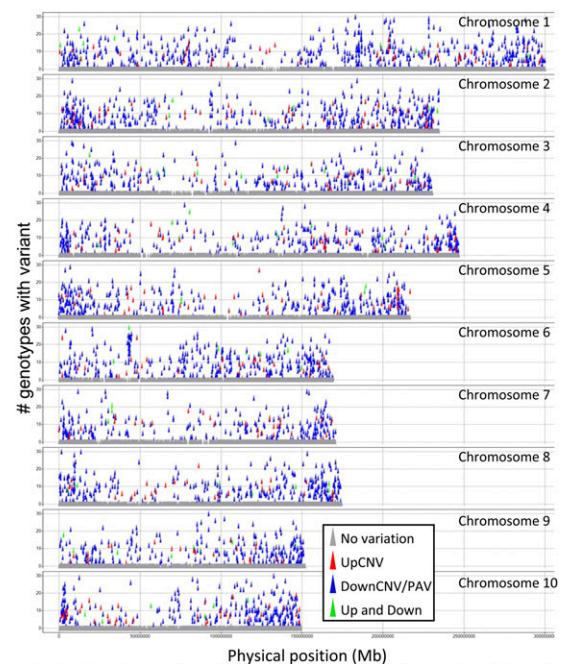 Chromosome 1
Chromosome 2
Chromosome 3
Chromosome 4
Chromosome 5
Chromosome 6
Chromosome 7
Chromosome 8
Chromosome 9
Chromosome 10
# genotypes with variant
No variation
UpCNV
DownCNV/PAV
Up and Down
Physical position (Mb)